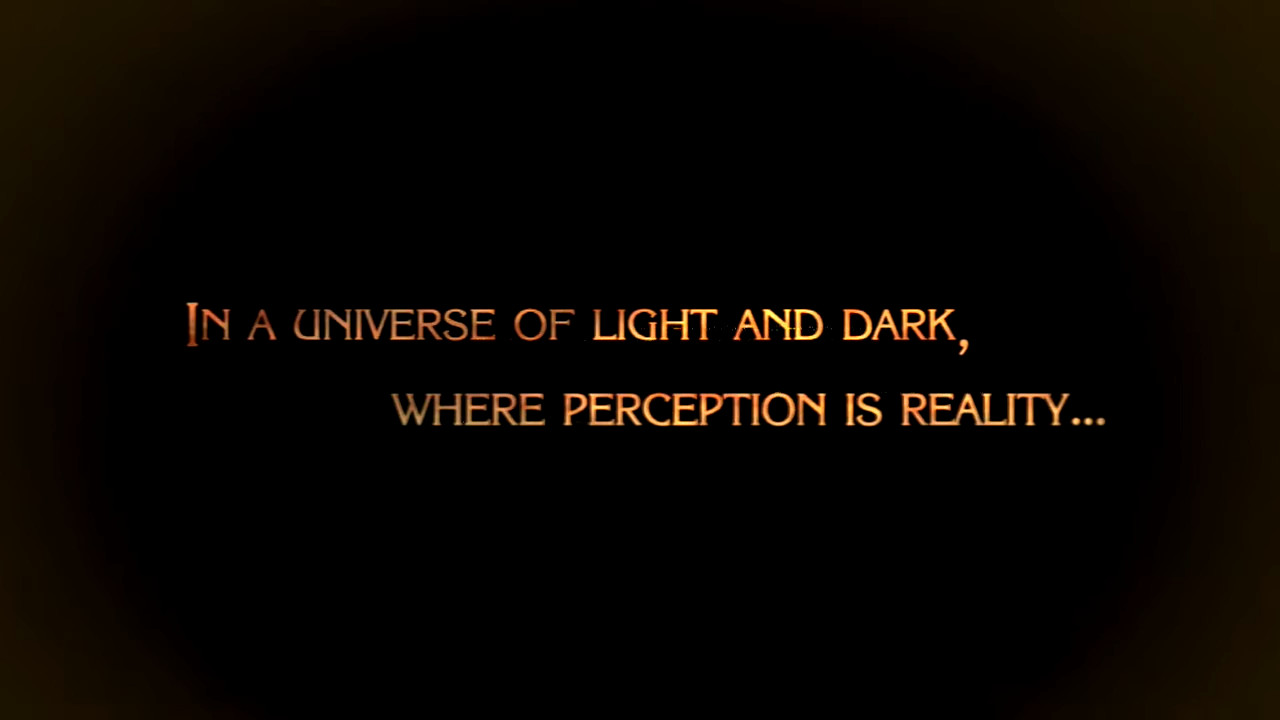 In a universe of light and dark,
where perception is reality...